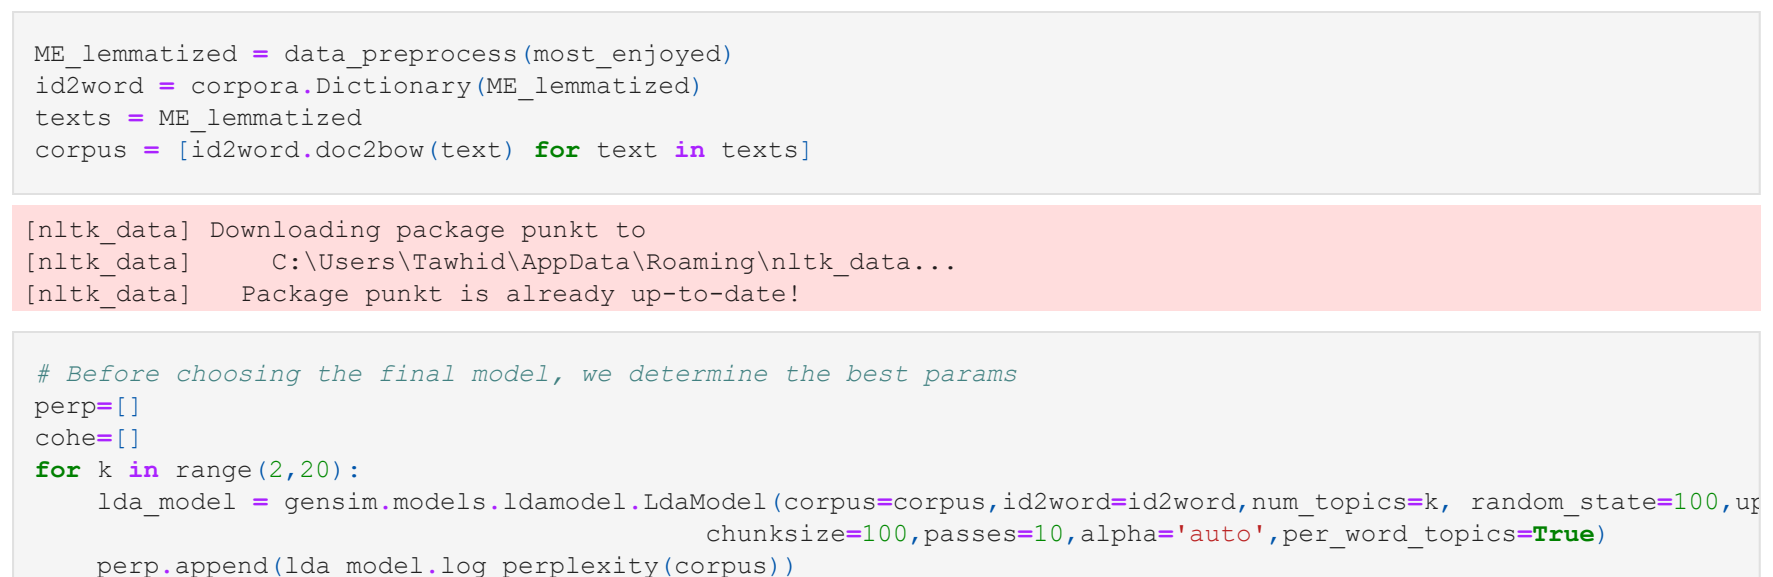 ME_lemmatized = data_preprocess(most_enjoyed)
id2word = corpora.Dictionary(ME_lemmatized)
texts = ME_lemmatized
corpus = [id2word.doc2bow(text) for text in texts]
[nltk_data] Downloading package punkt to
[nltk_data]     C:\Users\Tawhid\AppData\Roaming\nltk_data...
[nltk_data]   Package punkt is already up-to-date!
# Before choosing the final model, we determine the best params
perp=[]
cohe=[]
for k in range(2,20):
    lda_model = gensim.models.ldamodel.LdaModel(corpus=corpus,id2word=id2word,num_topics=k, random_state=100,up
                                           chunksize=100,passes=10,alpha='auto',per_word_topics=True)
    perp.append(lda_model.log_perplexity(corpus))